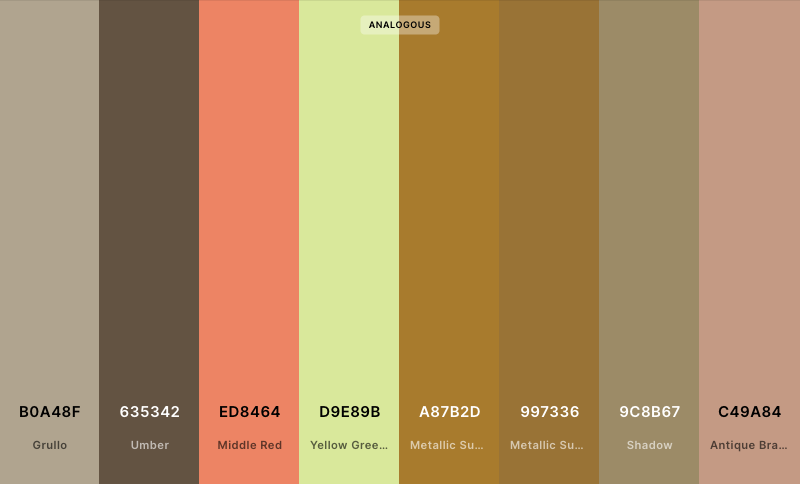 ANALOGOUS
B0A48F
635342
ED8464
D9E89B
A87B2D
997336
9C8B67
C49A84
Grullo
Umber
Middle Red
Yellow Gree...
Metallic Su...
Metallic Su...
Shadow
Antique Bra...